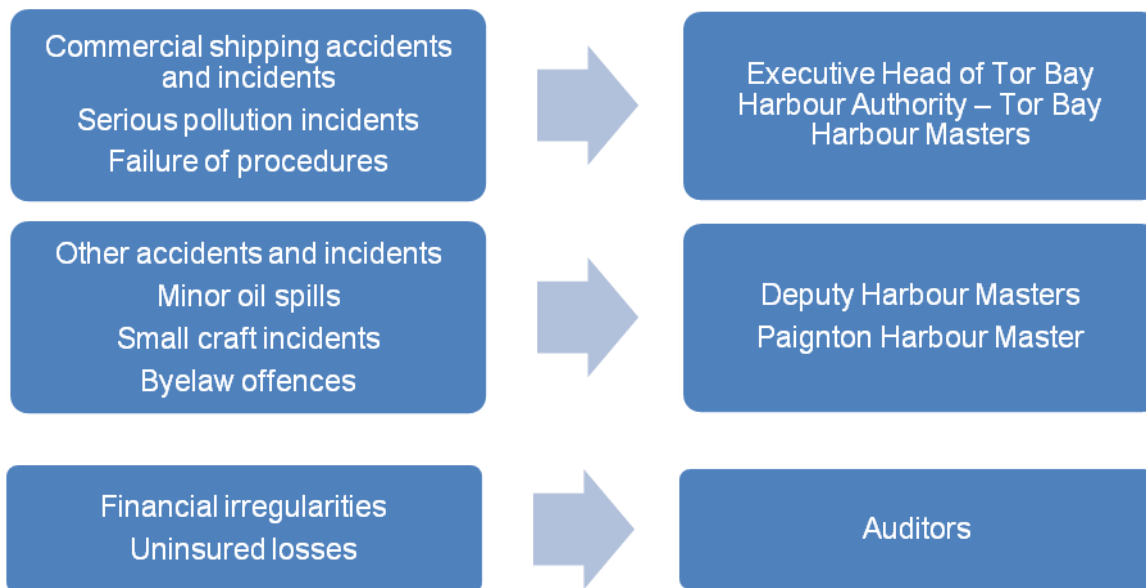 Commercial shipping accidents
and incidents
Serious pollution incidents
Failure of procedures
Executive Head of Tor Bay
Harbour Authority – Tor Bay
Harbour Masters
Other accidents and incidents
Minor oil spills
Small craft incidents
Byelaw offences
Deputy Harbour Masters
Paignton Harbour Master
Financial irregularities
Uninsured losses
Auditors